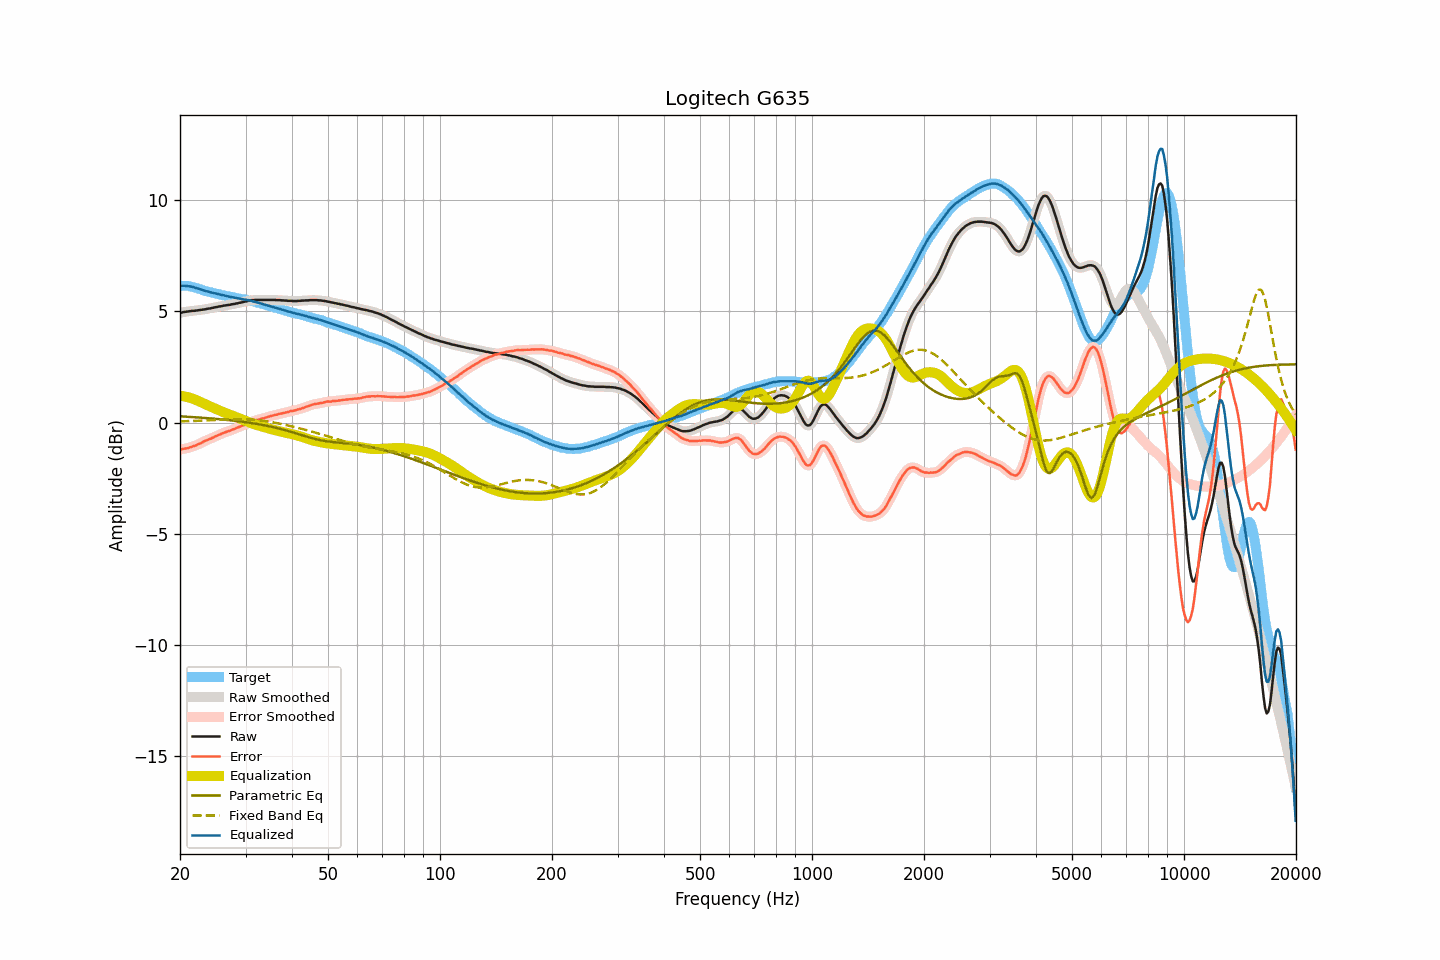 Logitech G635
Amplitude (dBr)
10
5
0
−5
−10
−15
Target
Raw Smoothed
Error Smoothed
Raw
Error
Equalization
Parametric Eq
Fixed Band Eq
Equalized
20 50 100 200 500 1000 2000 5000 10000 20000
Frequency (Hz)